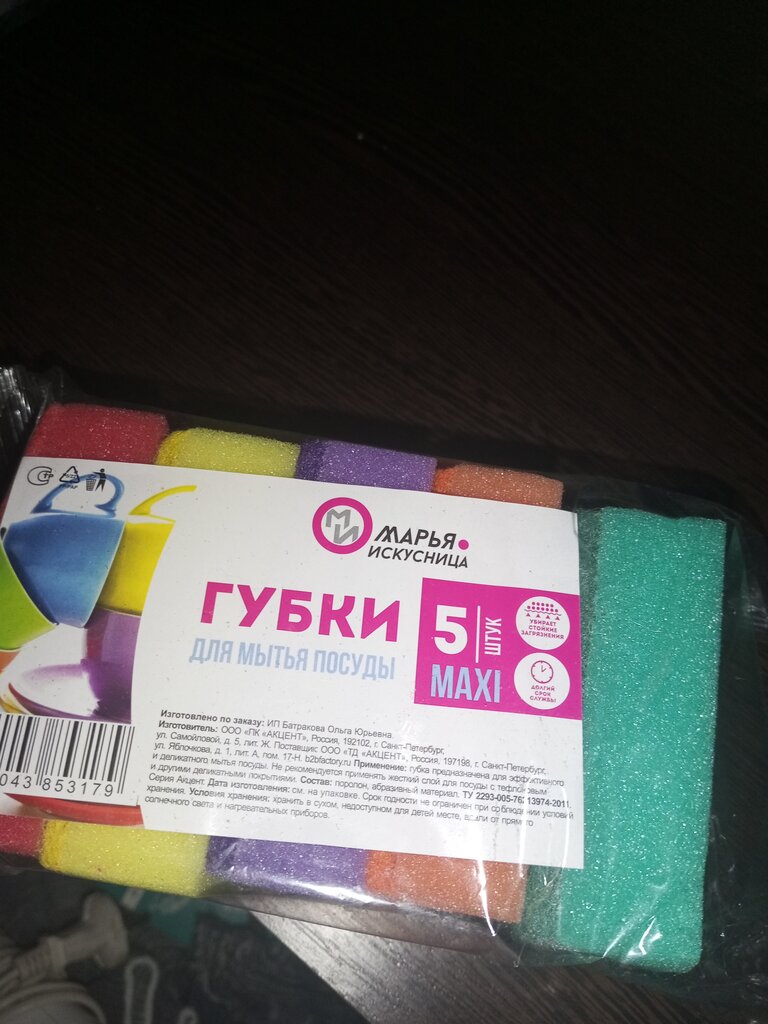 МИ
МАРЬЯ
ИСКУСНИЦА
ГУБКИ
ДЛЯ МЫТЬЯ ПОСУДЫ
5
ШТУК
MAXI
УБИРАЕТ
СТОЙКИЕ
ЗАГРЯЗНЕНИЯ
ДОЛГИЙ
СРОК
СЛУЖБЫ
Изготовлено по заказу: ИП Батракова Ольга Юрьевна.
Изготовитель: ООО «ПК «АКЦЕНТ», Россия, 192102, г. Санкт-Петербург,
ул. Самойловой, д. 5, лит. Ж. Поставщик: ООО «ТД «АКЦЕНТ», Россия, 197198, г. Санкт-Петербург,
ул. Яблочкова, д. 1, лит. А, пом. 17-Н. b2bfactory.ru Применение: губка предназначена для эффективного
и деликатного мытья посуды. Не рекомендуется применять жесткий слой для посуды с тефлоновым
и другими деликатными покрытиями. Состав: поролон, абразивный материал. ТУ 2293-005-76313974-2011.
Серия Акцент. Дата изготовления: см. на упаковке. Срок годности не ограничен при соблюдении условий
хранения. Условия хранения: хранить в сухом, недоступном для детей месте, вдали от прямого
солнечного света и нагревательных приборов.
043 853179